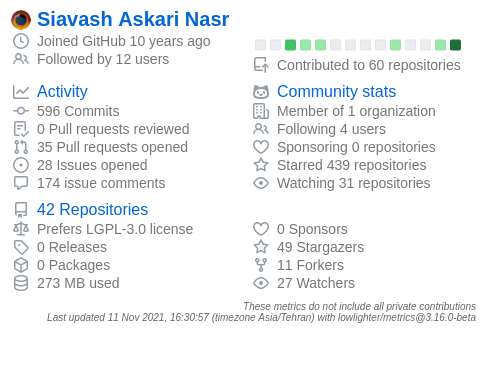 Siavash Askari Nasr
Joined GitHub 10 years ago
Followed by 12 users
Contributed to 60 repositories
Activity
596 Commits
0 Pull requests reviewed
35 Pull requests opened
28 Issues opened
174 issue comments
Community stats
Member of 1 organization
Following 4 users
Sponsoring 0 repositories
Starred 439 repositories
Watching 31 repositories
42 Repositories
Prefers LGPL-3.0 license
0 Releases
0 Packages
273 MB used
0 Sponsors
49 Stargazers
11 Forkers
27 Watchers
These metrics do not include all private contributions
Last updated 11 Nov 2021, 16:30:57 (timezone Asia/Tehran) with lowlighter/metrics@3.16.0-beta